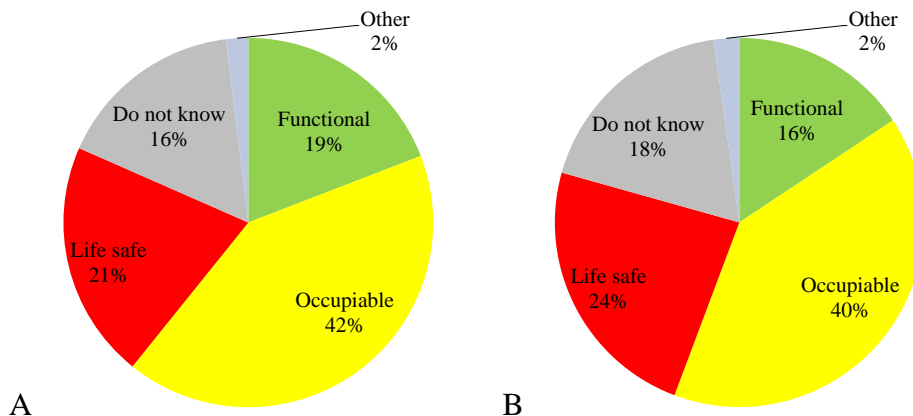 Other
2%
Functional
19%
Do not know
16%
Life safe
21%
Occupiable
42%
A
Other
2%
Functional
16%
Do not know
18%
Life safe
24%
Occupiable
40%
B